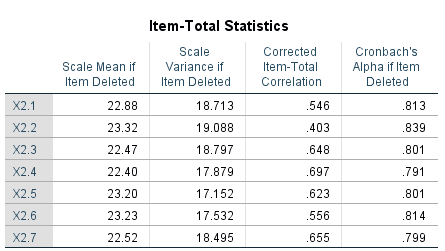 Item-Total Statistics
Scale Mean if Item Deleted Scale Variance if Item Deleted Corrected Item-Total Correlation Cronbach's Alpha if Item Deleted
X2.1 22.88 18.713 .546 .813
X2.2 23.32 19.088 .403 .839
X2.3 22.47 18.797 .648 .801
X2.4 22.40 17.879 .697 .791
X2.5 23.20 17.152 .623 .801
X2.6 23.23 17.532 .556 .814
X2.7 22.52 18.495 .655 .799